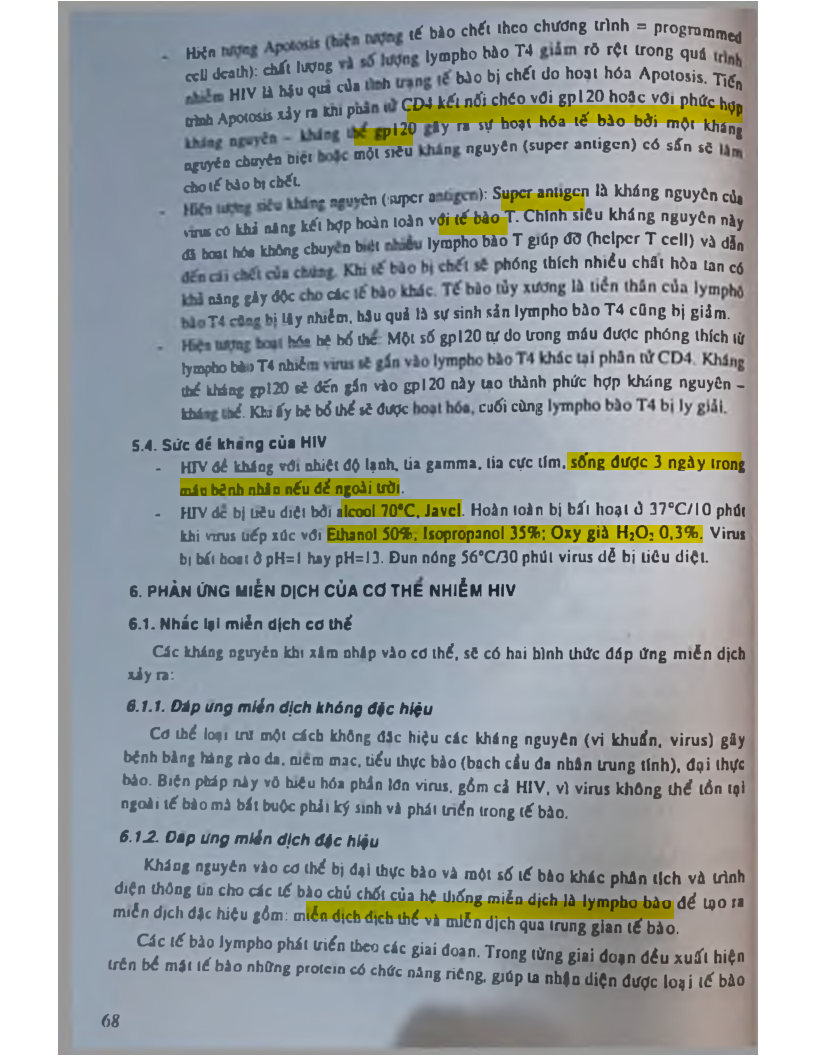 - Hiện tượng Apotosis (hiện tượng tế bào chết theo chương trình = programmed
cell death): chất lượng và số lượng lympho bào T4 giảm rõ rệt trong quá trình
nhiễm HIV là hậu quả của tình trạng tế bào bị chết do hoạt hóa Apotosis. Tiến
trình Apotosis xảy ra khi phân tử CD4 kết nối chéo với gp120 hoặc với phức hợp
kháng nguyên – kháng thể gp120 gây ra sự hoạt hóa tế bào bởi một kháng
nguyên chuyên biệt hoặc một siêu kháng nguyên (super antigen) có sẵn sẽ làm
cho tế bào bị chết.
- Hiện tượng siêu kháng nguyên (super antigen): Super antigen là kháng nguyên của
virus có khả năng kết hợp hoàn toàn với tế bào T. Chính siêu kháng nguyên này
đã hoạt hóa không chuyên biệt nhiều lympho bào T giúp đỡ (helper T cell) và dẫn
đến cái chết của chúng. Khi tế bào bị chết sẽ phóng thích nhiều chất hòa tan có
khả năng gây độc cho các tế bào khác. Tế bào tủy xương là tiền thân của lympho
bào T4 cũng bị lây nhiễm, hậu quả là sự sinh sản lympho bào T4 cũng bị giảm.
- Hiện tượng hoạt hóa hệ bổ thể: Một số gp120 tự do trong máu được phóng thích từ
lympho bào T4 nhiễm virus sẽ gắn vào lympho bào T4 khác tại phân tử CD4. Kháng
thể kháng gp120 sẽ đến gắn vào gp120 này tạo thành phức hợp kháng nguyên –
kháng thể. Khi ấy hệ bổ thể sẽ được hoạt hóa, cuối cùng lympho bào T4 bị ly giải.
5.4. Sức đề kháng của HIV
- HIV đề kháng với nhiệt độ lạnh, tia gamma, tia cực tím, sống được 3 ngày trong
máu bệnh nhân nếu để ngoài trời.
- HIV dễ bị tiêu diệt bởi alcool 70°C, Javel. Hoàn toàn bị bất hoạt ở 37°C/10 phút
khi virus tiếp xúc với Ethanol 50%; Isopropanol 35%; Oxy già H₂O₂ 0,3%. Virus
bị bất hoạt ở pH=1 hay pH=13. Đun nóng 56°C/30 phút virus dễ bị tiêu diệt.
6. PHẢN ỨNG MIỄN DỊCH CỦA CƠ THỂ NHIỄM HIV
6.1. Nhắc lại miễn dịch cơ thể
Các kháng nguyên khi xâm nhập vào cơ thể, sẽ có hai hình thức đáp ứng miễn dịch
xảy ra:
6.1.1. Đáp ứng miễn dịch không đặc hiệu
Cơ thể loại trừ một cách không đặc hiệu các kháng nguyên (vi khuẩn, virus) gây
bệnh bằng hàng rào da, niêm mạc, tiểu thực bào (bạch cầu đa nhân trung tính), đại thực
bào. Biện pháp này vô hiệu hóa phần lớn virus, gồm cả HIV, vì virus không thể tồn tại
ngoài tế bào mà bắt buộc phải ký sinh và phát triển trong tế bào.
6.1.2. Đáp ứng miễn dịch đặc hiệu
Kháng nguyên vào cơ thể bị đại thực bào và một số tế bào khác phân tích và trình
diện thông tin cho các tế bào chủ chốt của hệ thống miễn dịch là lympho bào để tạo ra
miễn dịch đặc hiệu gồm: miễn dịch dịch thể và miễn dịch qua trung gian tế bào.
Các tế bào lympho phát triển theo các giai đoạn. Trong từng giai đoạn đều xuất hiện
trên bề mặt tế bào những protein có chức năng riêng, giúp ta nhận diện được loại tế bào
68